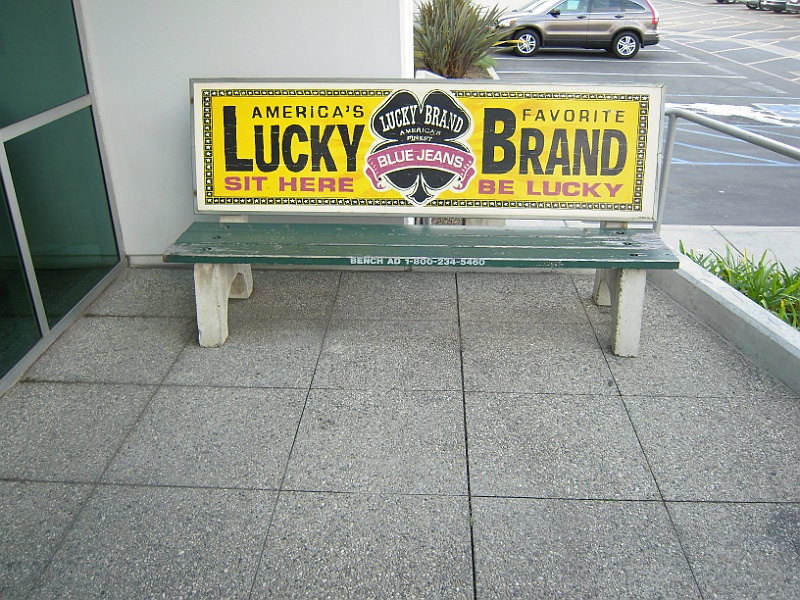 AMERiCA'S FAVORITE
LUCKY BRAND
LUCKY BRAND
AMERICA'S
FINEST
BLUE JEANS
SIT HERE BE LUCKY
BENCH AD 1-800-234-5460